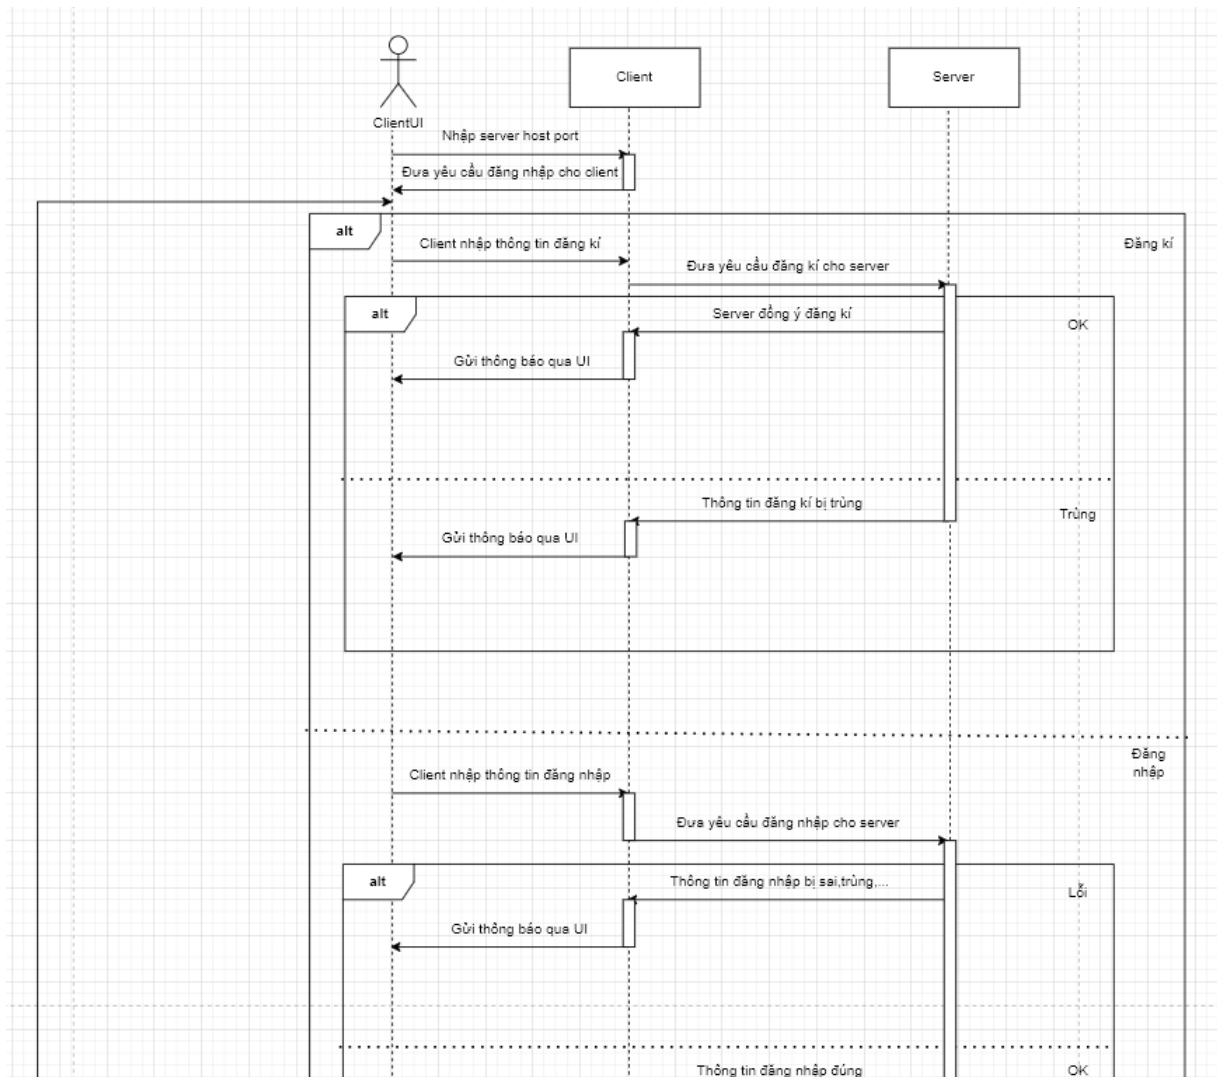 Client
Server
ClientUI
Nhập server host port
Đưa yêu cầu đăng nhập cho client
alt
Client nhập thông tin đăng kí
Đăng kí
Đưa yêu cầu đăng kí cho server
alt
Server đồng ý đăng kí
OK
Gửi thông báo qua UI
Thông tin đăng kí bị trùng
Trùng
Gửi thông báo qua UI
Đăng
nhập
Client nhập thông tin đăng nhập
Đưa yêu cầu đăng nhập cho server
alt
Thông tin đăng nhập bị sai,trùng,...
Lỗi
Gửi thông báo qua UI
Thông tin đăng nhập đúng
OK